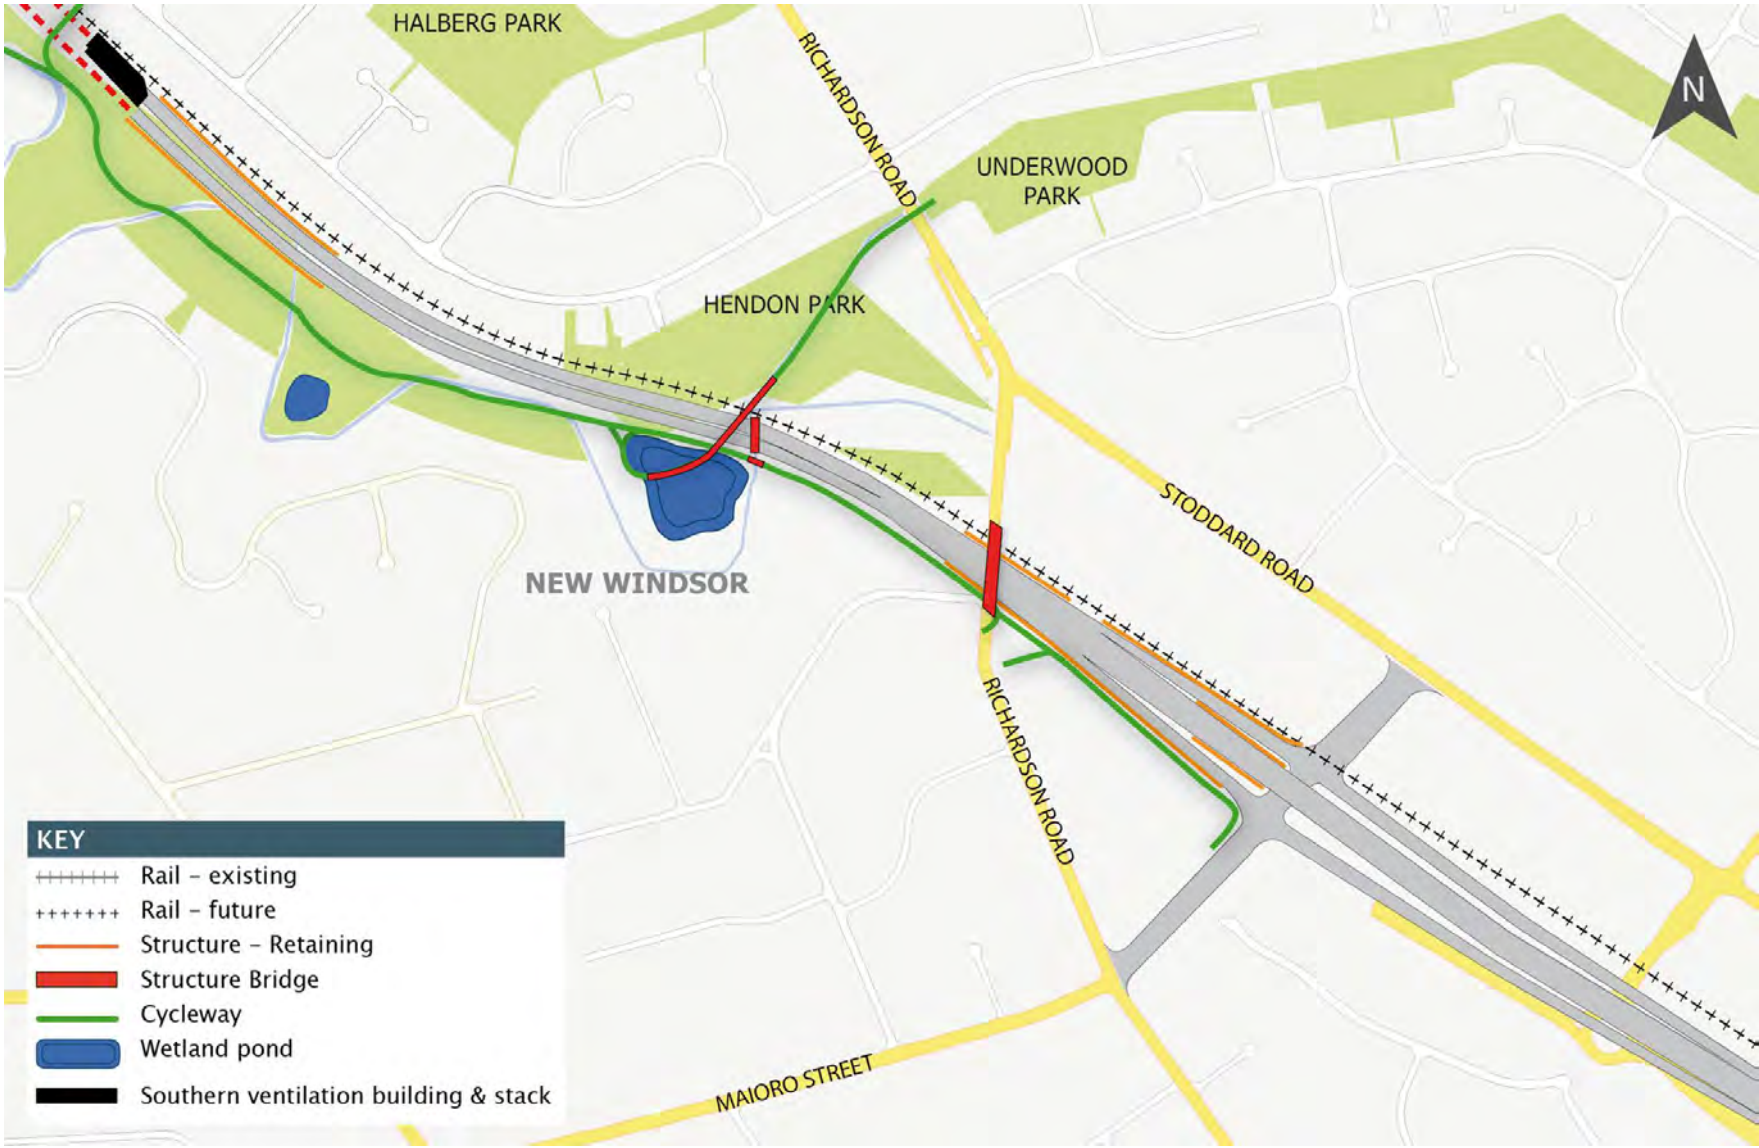 HALBERG PARK
RICHARDSON ROAD
N
UNDERWOOD
PARK
HENDON PARK
STODDARD ROAD
NEW WINDSOR
RICHARDSON ROAD
MAIORO STREET
KEY
Rail – existing
Rail – future
Structure – Retaining
Structure Bridge
Cycleway
Wetland pond
Southern ventilation building & stack